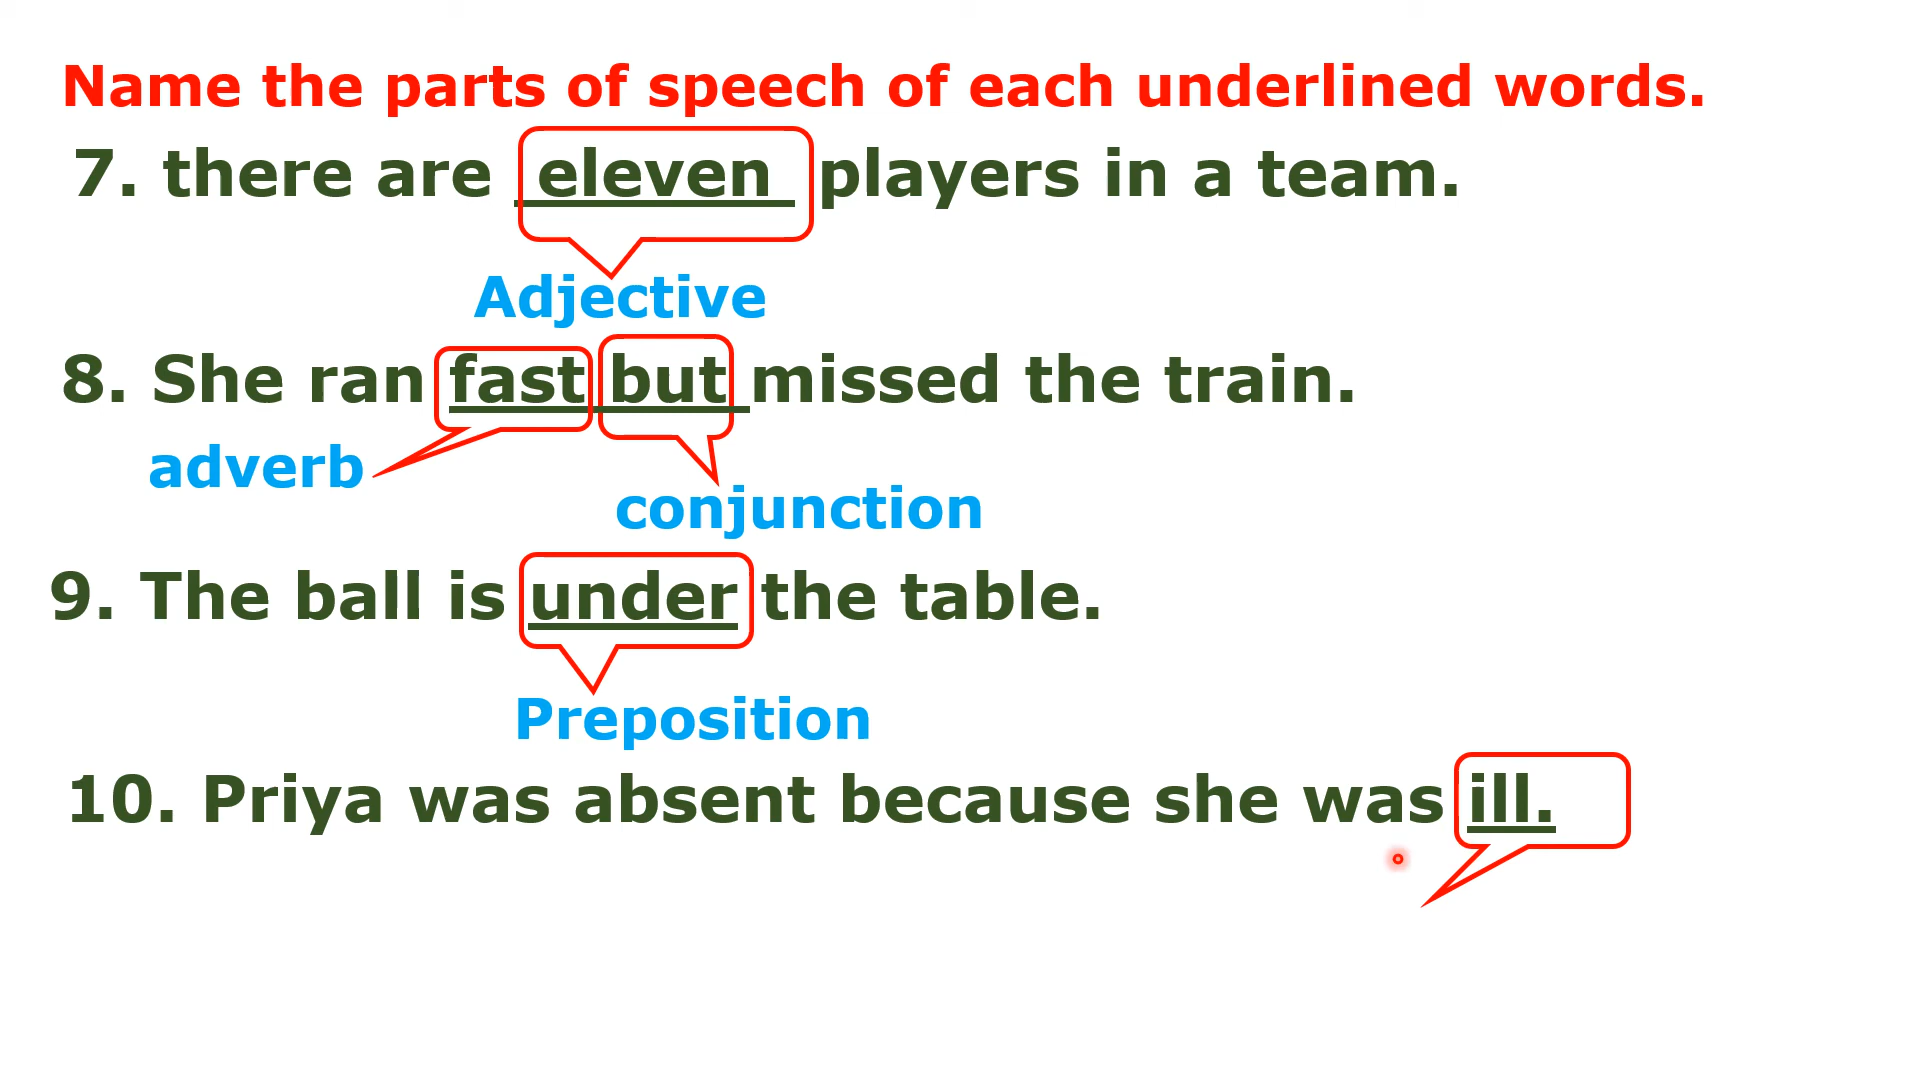 Name the parts of speech of each underlined words.
7. there are eleven players in a team.
Adjective
8. She ran fast but missed the train.
adverb
conjunction
9. The ball is under the table.
Preposition
10. Priya was absent because she was ill.